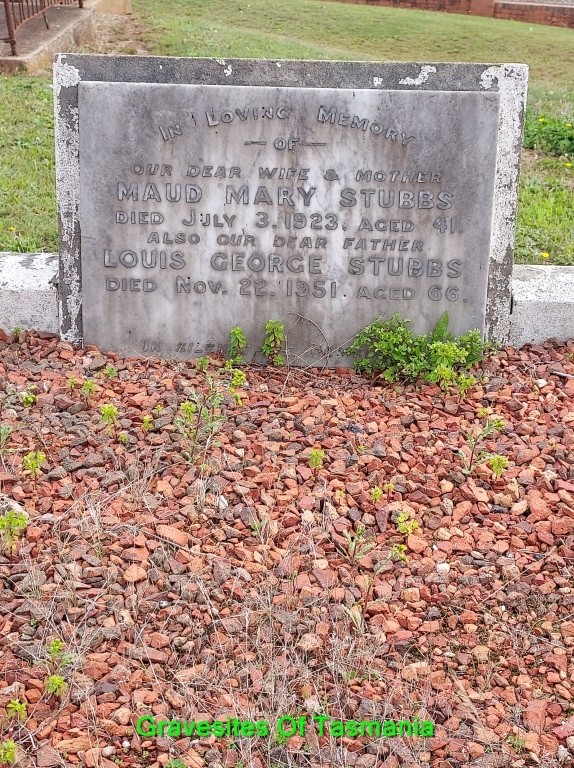 In Loving Memory
OF
OUR DEAR WIFE & MOTHER
MAUD MARY STUBBS
DIED JULY 3. 1923. AGED 41.
ALSO OUR DEAR FATHER
LOUIS GEORGE STUBBS
DIED NOV. 22. 1951. AGED 66.
IN
Gravesites Of Tasmania